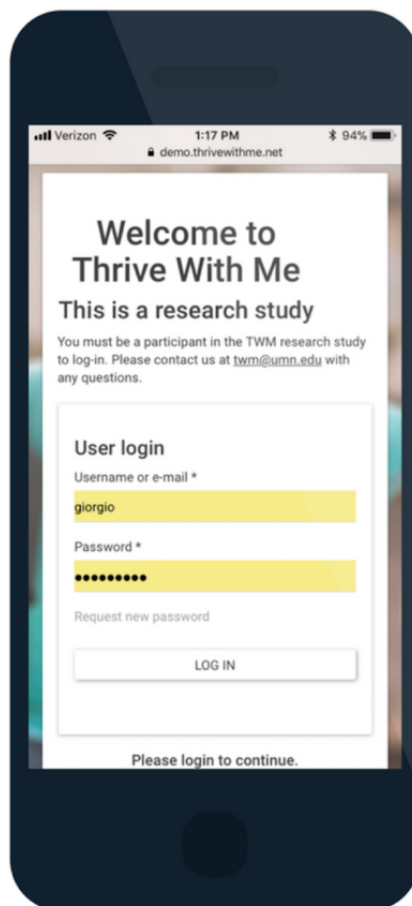 Verizon 1:17 PM 94%
demo.thrivewithme.net
Welcome to
Thrive With Me
This is a research study
You must be a participant in the TWM research study
to log-in. Please contact us at twm@umn.edu with
any questions.
User login
Username or e-mail *
giorgio
Password *
•••••••••
Request new password
LOG IN
Please login to continue.